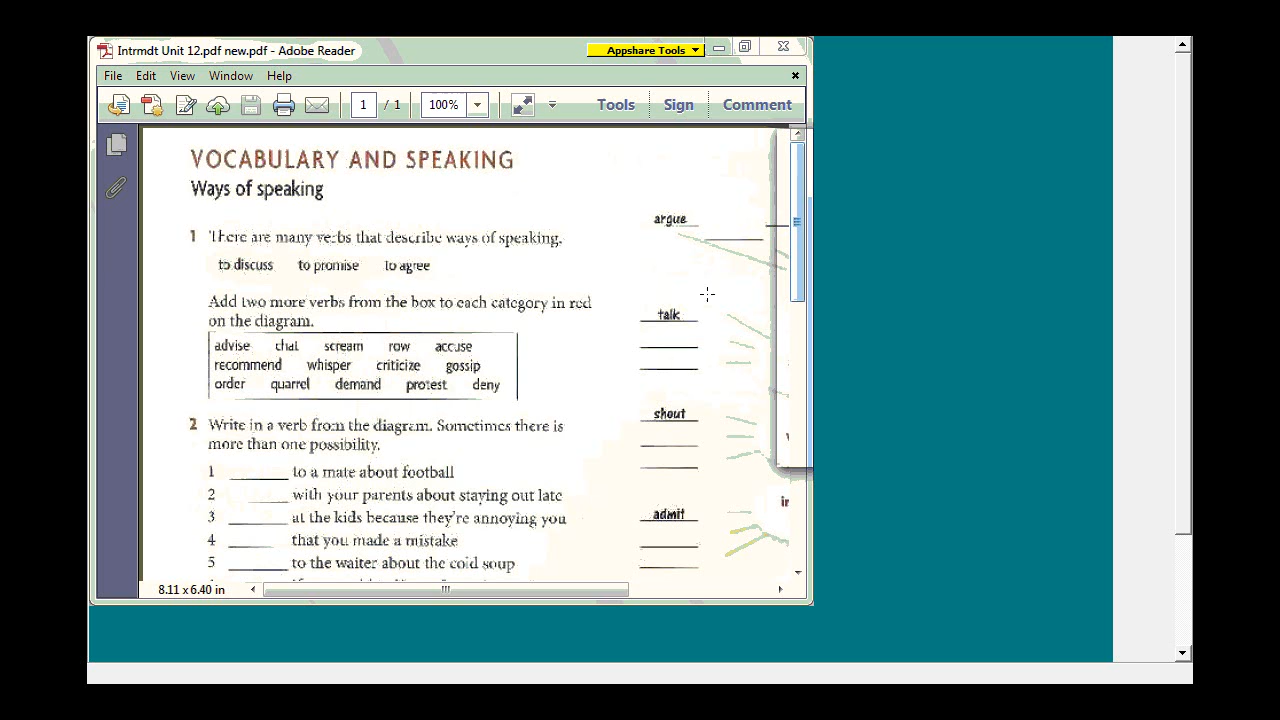 Intrmdt Unit 12.pdf new.pdf - Adobe Reader
Appshare Tools
File Edit View Window Help
1 / 1 100% Tools Sign Comment
VOCABULARY AND SPEAKING
Ways of speaking
argue
1 There are many verbs that describe ways of speaking.
to discuss to promise to agree
Add two more verbs from the box to each category in red
on the diagram.
talk
advise chat scream row accuse
recommend whisper criticize gossip
order quarrel demand protest deny
shout
2 Write in a verb from the diagram. Sometimes there is
more than one possibility.
1 ________ to a mate about football
2 ________ with your parents about staying out late
3 ________ at the kids because they're annoying you
admit
4 ________ that you made a mistake
5 ________ to the waiter about the cold soup
8.11 x 6.40 in